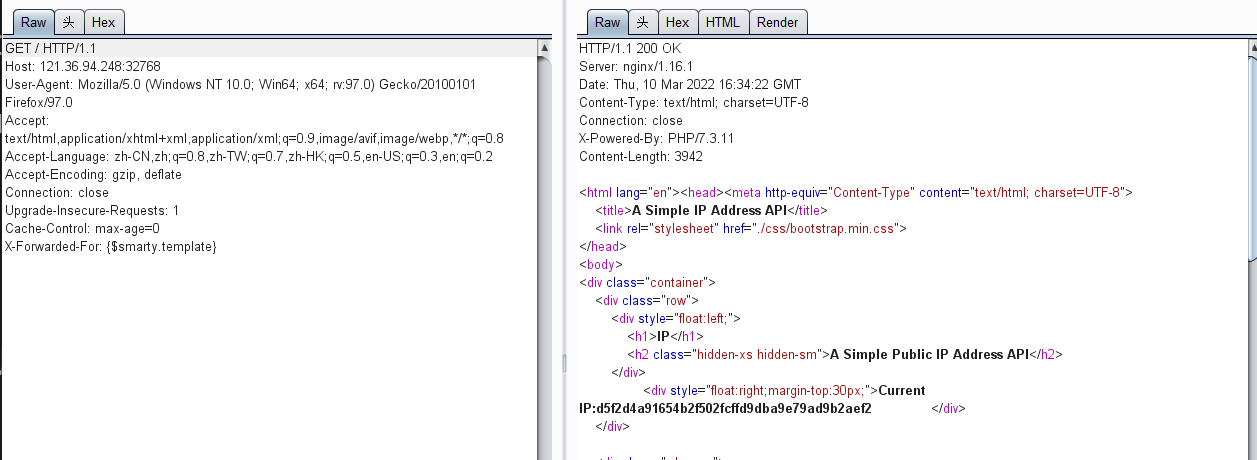 Raw 头 Hex
GET / HTTP/1.1
Host: 121.36.94.248:32768
User-Agent: Mozilla/5.0 (Windows NT 10.0; Win64; x64; rv:97.0) Gecko/20100101
Firefox/97.0
Accept:
text/html,application/xhtml+xml,application/xml;q=0.9,image/avif,image/webp,*/*;q=0.8
Accept-Language: zh-CN,zh;q=0.8,zh-TW;q=0.7,zh-HK;q=0.5,en-US;q=0.3,en;q=0.2
Accept-Encoding: gzip, deflate
Connection: close
Upgrade-Insecure-Requests: 1
Cache-Control: max-age=0
X-Forwarded-For: {$smarty.template}
Raw 头 Hex HTML Render
HTTP/1.1 200 OK
Server: nginx/1.16.1
Date: Thu, 10 Mar 2022 16:34:22 GMT
Content-Type: text/html; charset=UTF-8
Connection: close
X-Powered-By: PHP/7.3.11
Content-Length: 3942
<html lang="en"><head><meta http-equiv="Content-Type" content="text/html; charset=UTF-8">
<title>A Simple IP Address API</title>
<link rel="stylesheet" href="./css/bootstrap.min.css">
</head>
<body>
<div class="container">
<div class="row">
<div style="float:left;">
<h1>IP</h1>
<h2 class="hidden-xs hidden-sm">A Simple Public IP Address API</h2>
</div>
<div style="float:right;margin-top:30px;">Current
IP:d5f2d4a91654b2f502fcffd9dba9e79ad9b2aef2 </div>
</div>